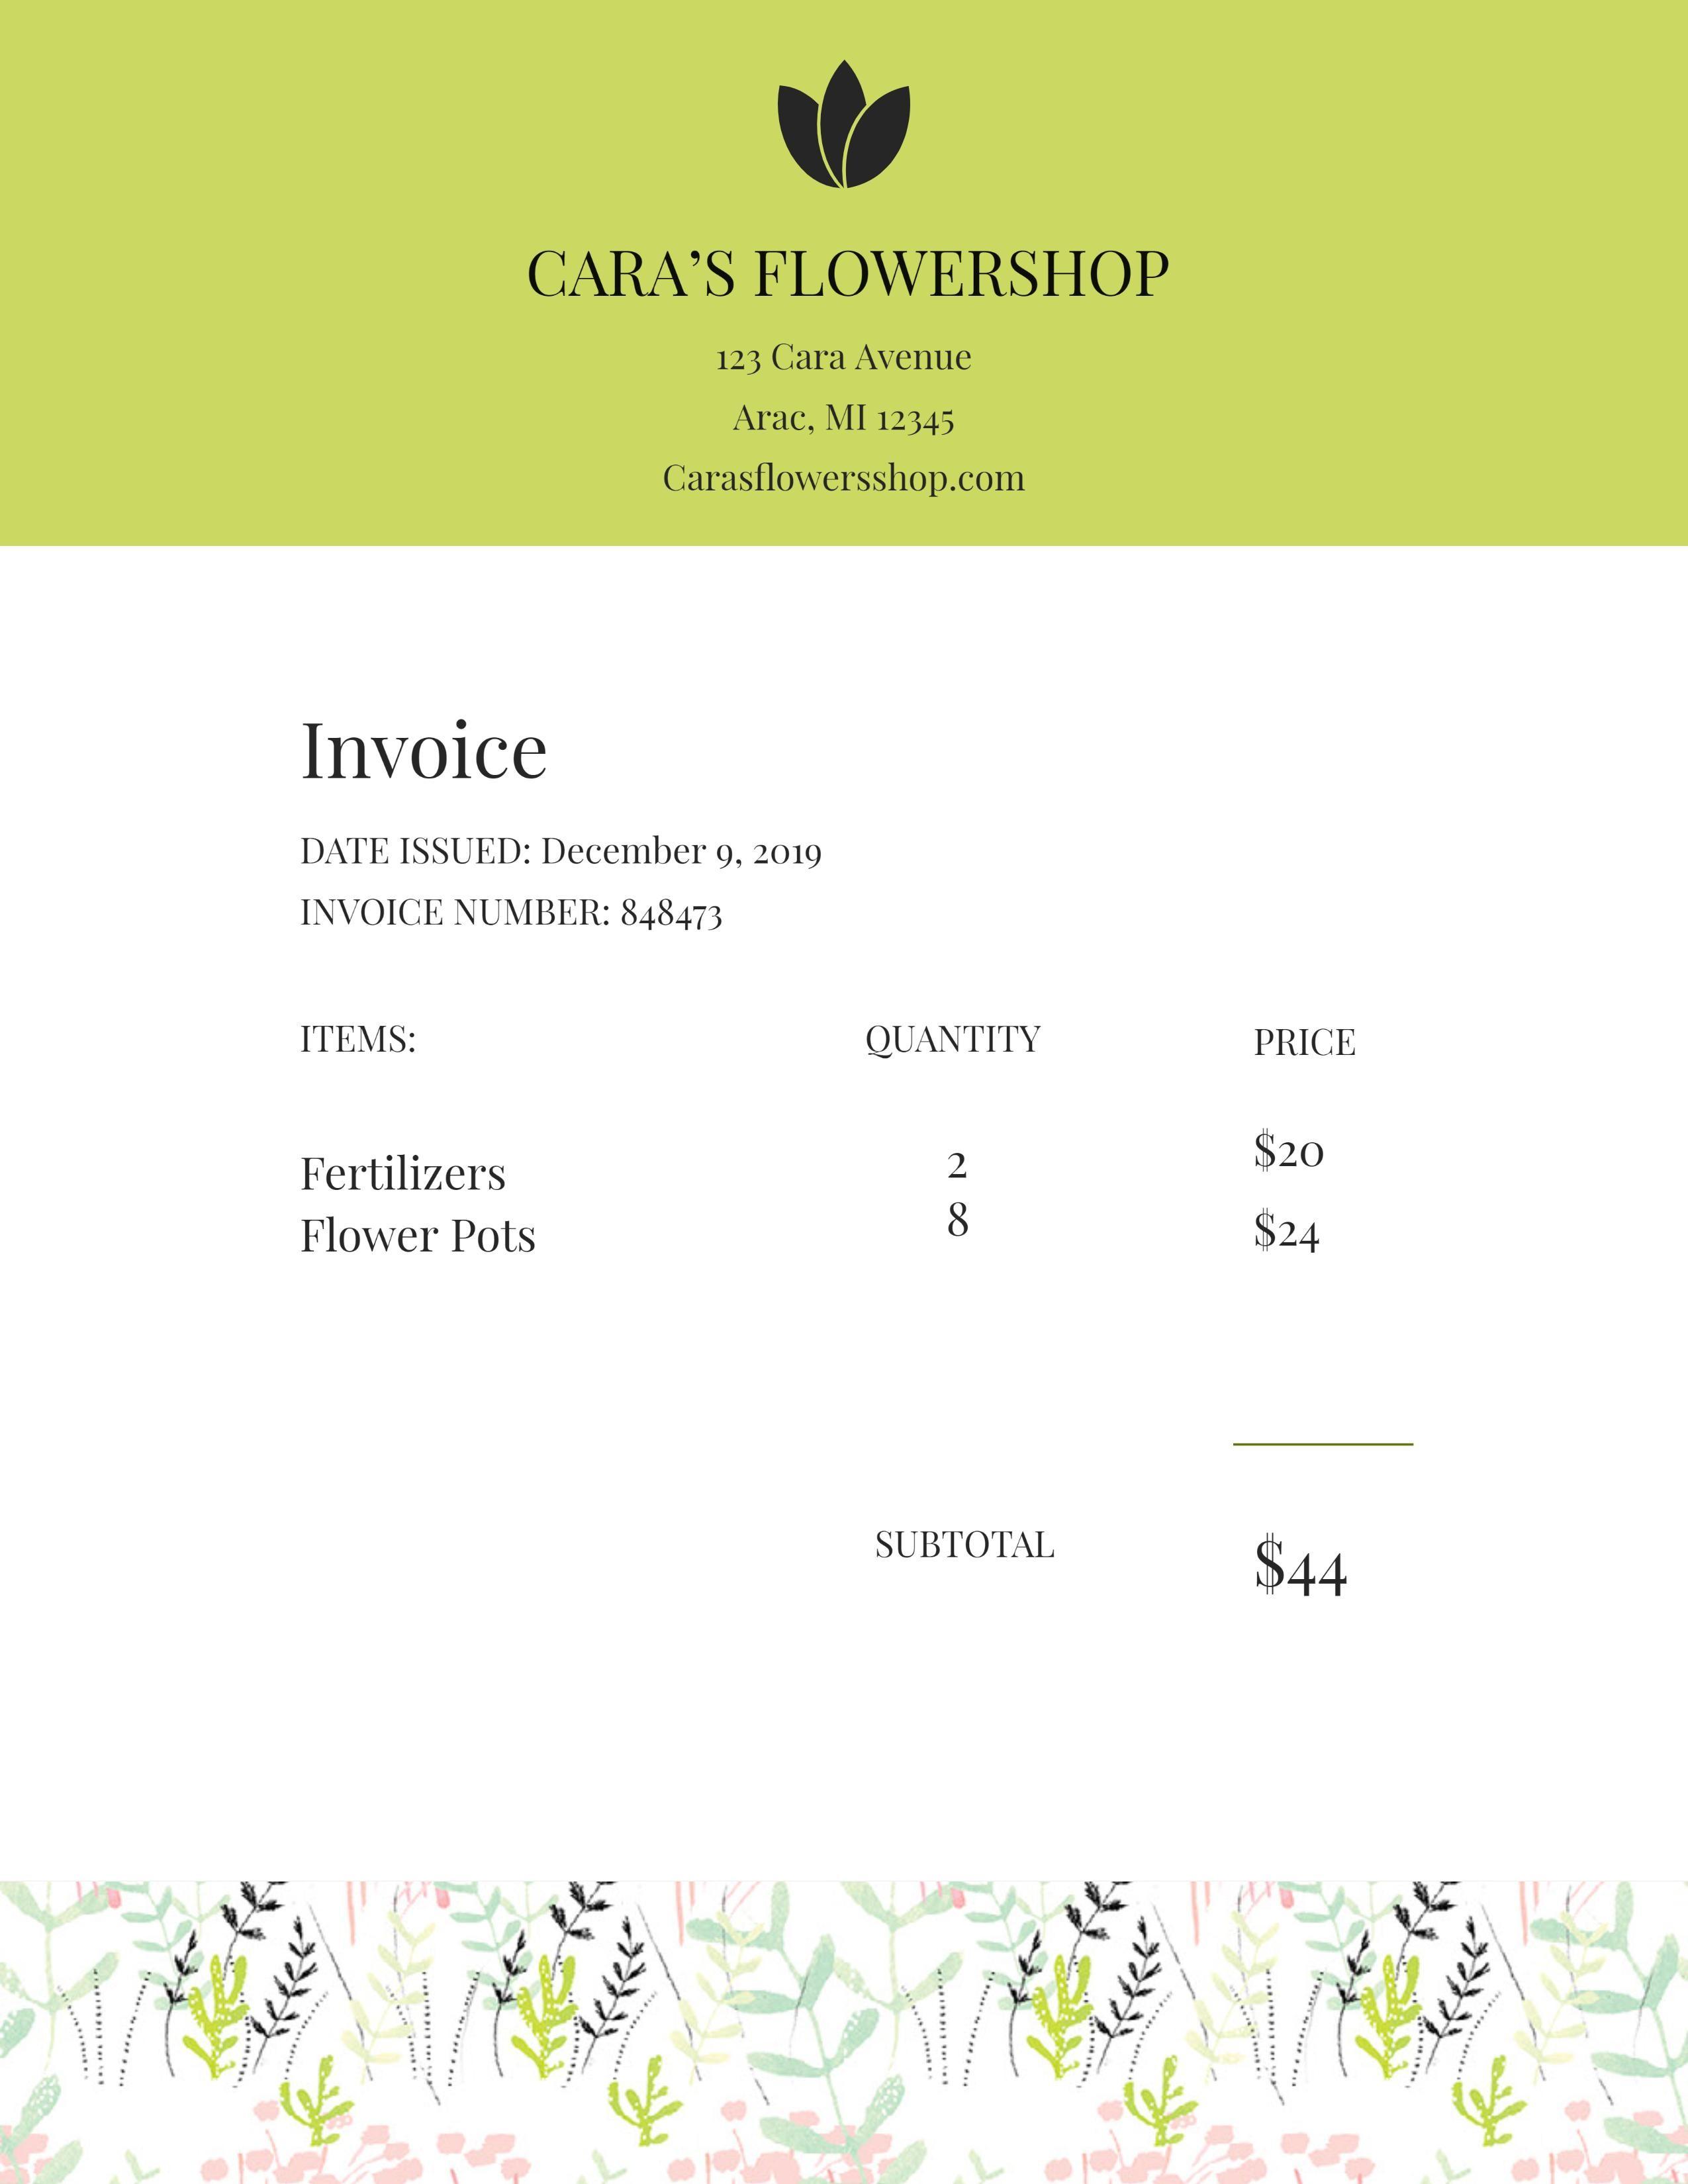 CARA’S FLOWERSHOP
123 Cara Avenue
Arac, MI 12345
Carasflowersshop.com
Invoice
DATE ISSUED: December 9, 2019
INVOICE NUMBER: 848473
ITEMS: QUANTITY PRICE
Fertilizers 2 $20
Flower Pots 8 $24
SUBTOTAL $44